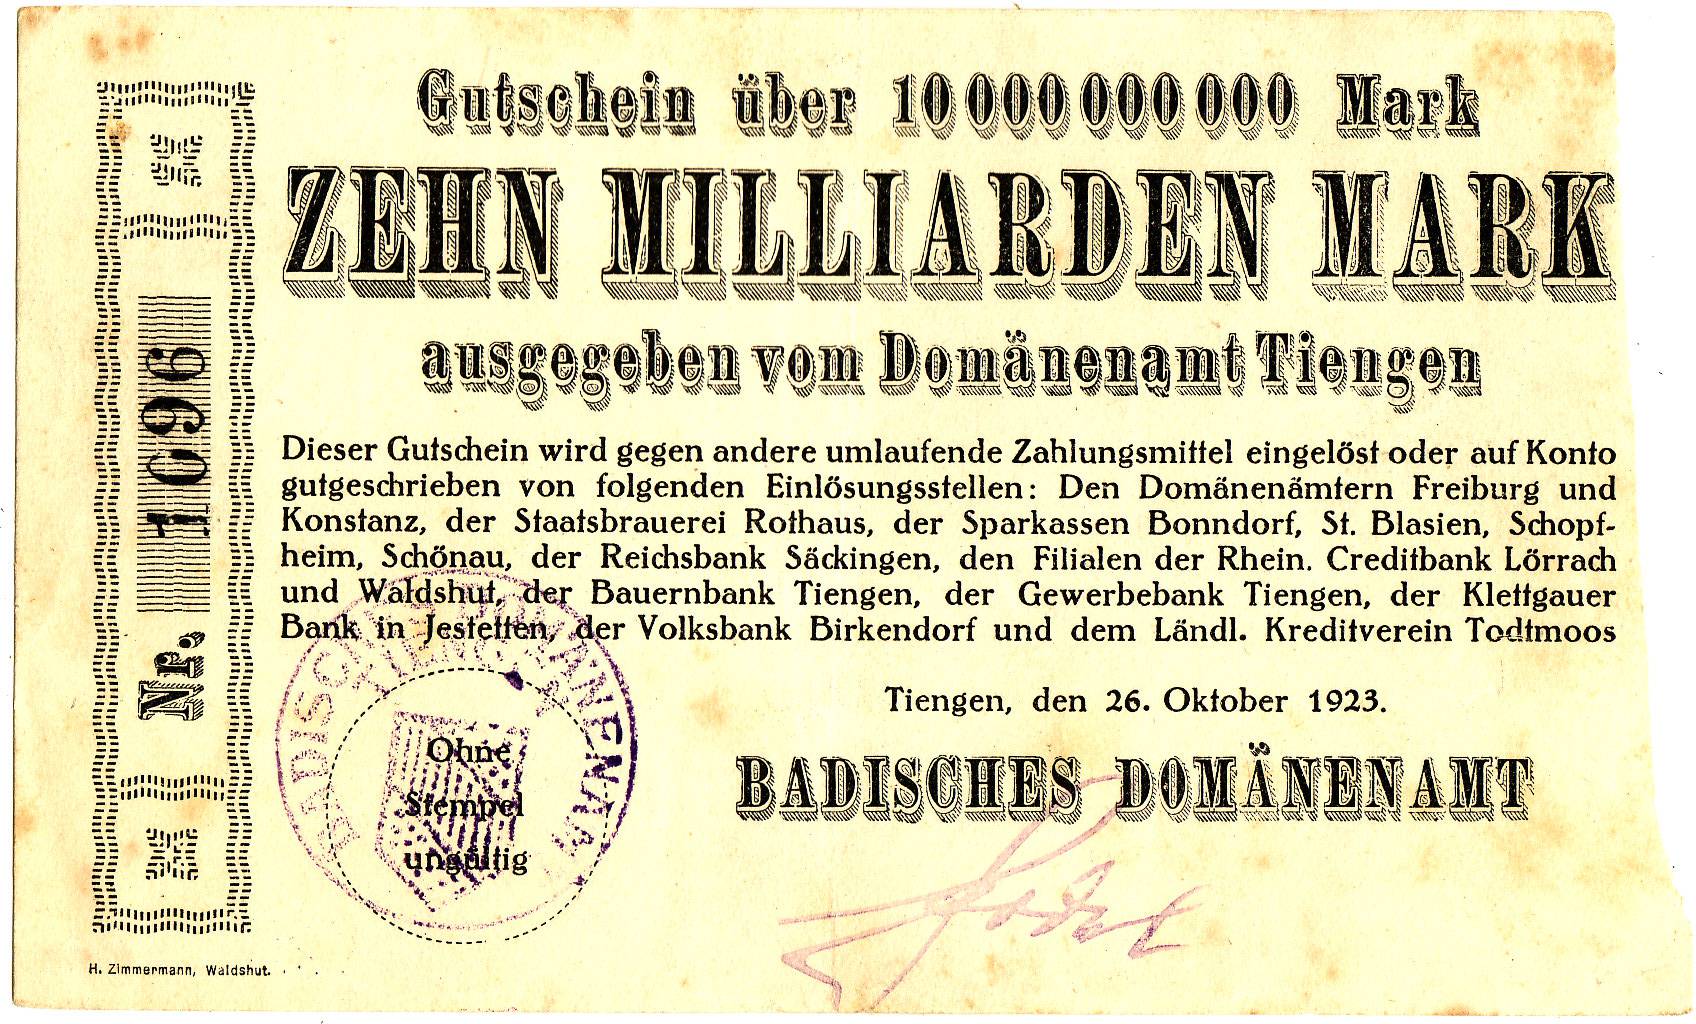 Gutschein über 10 000 000 000 Mark
ZEHN MILLIARDEN MARK
ausgegeben vom Domänenamt Tiengen
Dieser Gutschein wird gegen andere umlaufende Zahlungsmittel eingelöst oder auf Konto
gutgeschrieben von folgenden Einlösungsstellen: Den Domänenämtern Freiburg und
Konstanz, der Staatsbrauerei Rothaus, der Sparkassen Bonndorf, St. Blasien, Schopf-
heim, Schönau, der Reichsbank Säckingen, den Filialen der Rhein. Creditbank Lörrach
und Waldshut, der Bauernbank Tiengen, der Gewerbebank Tiengen, der Klettgauer
Bank in Jestetten, der Volksbank Birkendorf und dem Ländl. Kreditverein Todtmoos
Tiengen, den 26. Oktober 1923.
BADISCHES DOMÄNENAMT
Nr. 1096
BADISCHES DOMÄNENAMT
TIENGEN
Ohne
Stempel
ungültig
H. Zimmermann, Waldshut.